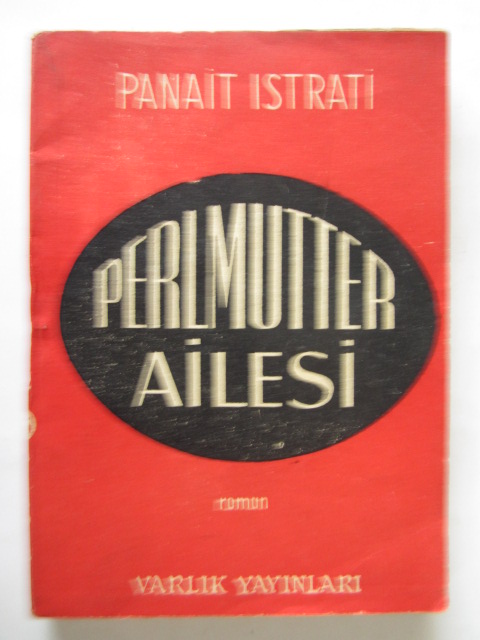 PANAİT ISTRATİ
PERLMUTTER
AİLESİ
roman
VARLIK YAYINLARI